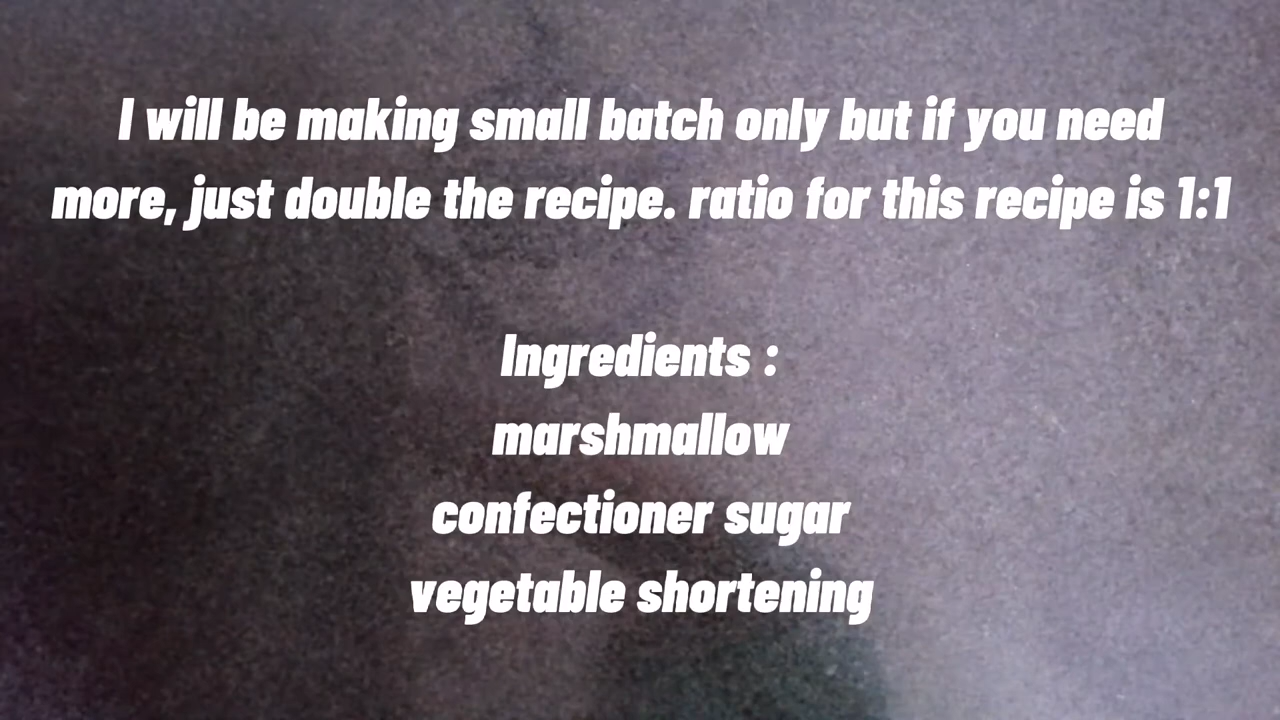 I will be making small batch only but if you need
more, just double the recipe. ratio for this recipe is 1:1
Ingredients :
marshmallow
confectioner sugar
vegetable shortening